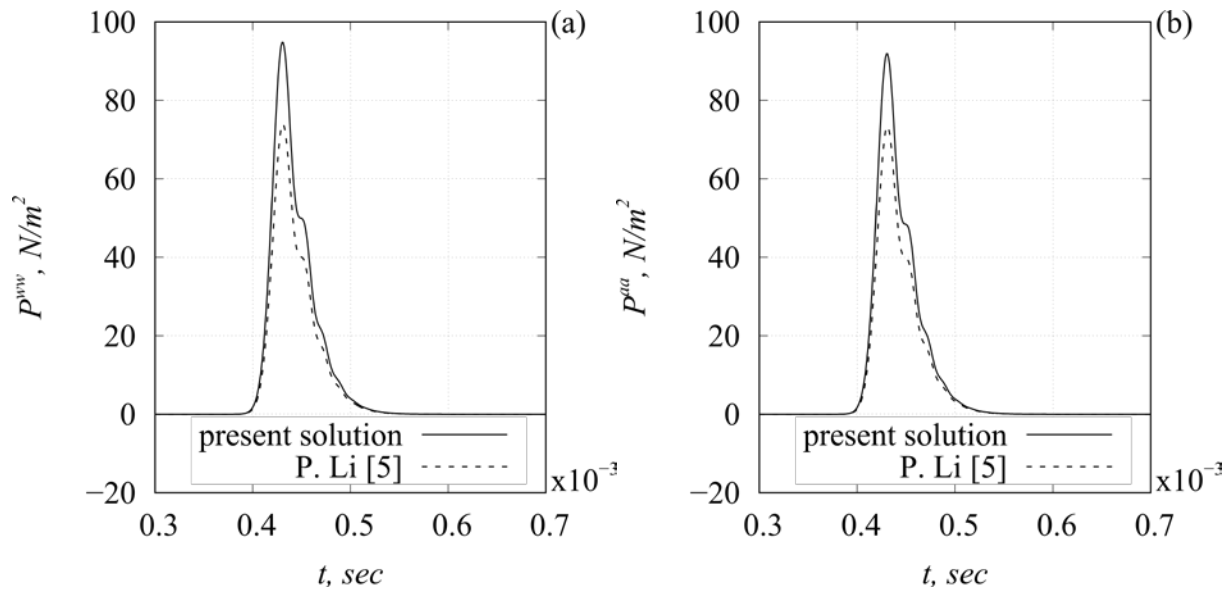 (a)
100
80
60
40
20
0
−20
P^ww, N/m^2
present solution
P. Li [5]
x10^−3
0.3 0.4 0.5 0.6 0.7
t, sec
(b)
100
80
60
40
20
0
−20
P^aa, N/m^2
present solution
P. Li [5]
x10^−3
0.3 0.4 0.5 0.6 0.7
t, sec